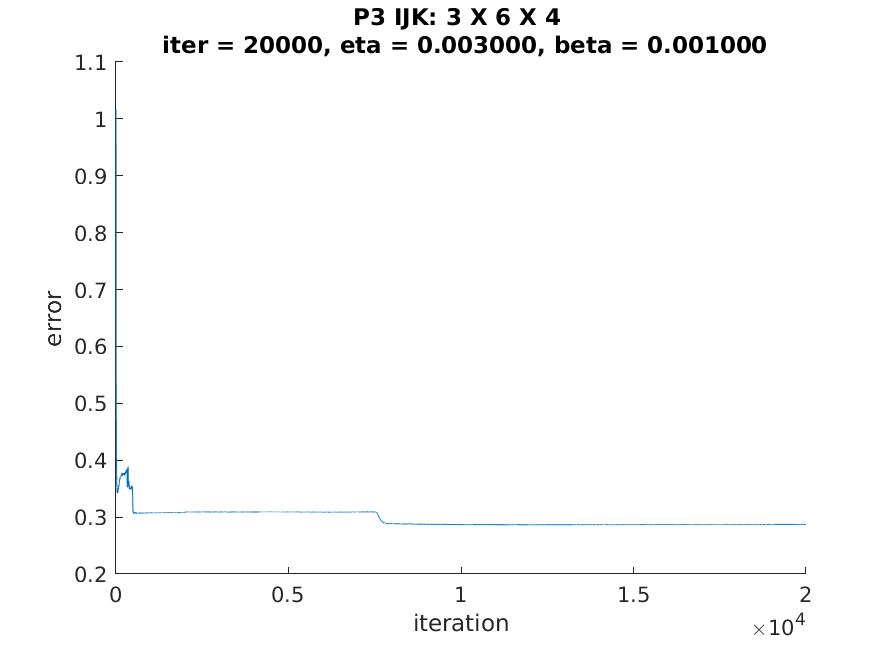 P3 IJK: 3 X 6 X 4
iter = 20000, eta = 0.003000, beta = 0.001000
1.1
1
0.9
0.8
0.7
0.6
0.5
0.4
0.3
0.2
error
0 0.5 1 1.5 2
iteration
×10⁴